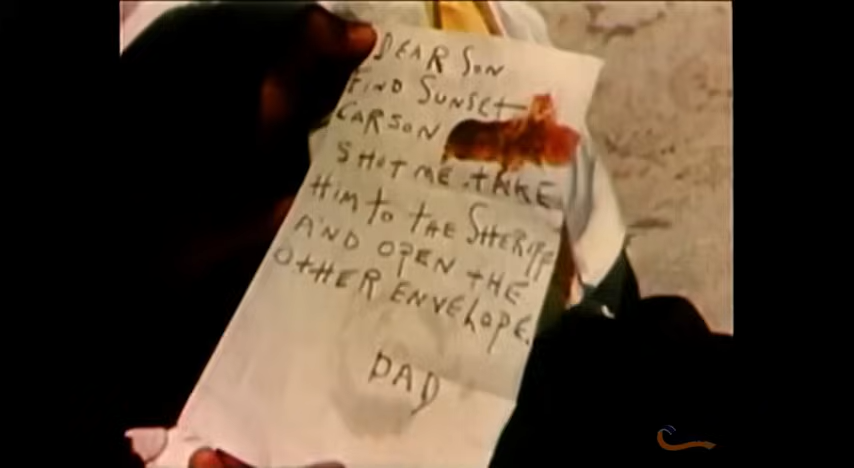 DEAR SON
FIND SUNSET
CARSON
SHOT ME. TAKE
HIM TO THE SHERIFF
AND OPEN THE
OTHER ENVELOPE.
DAD